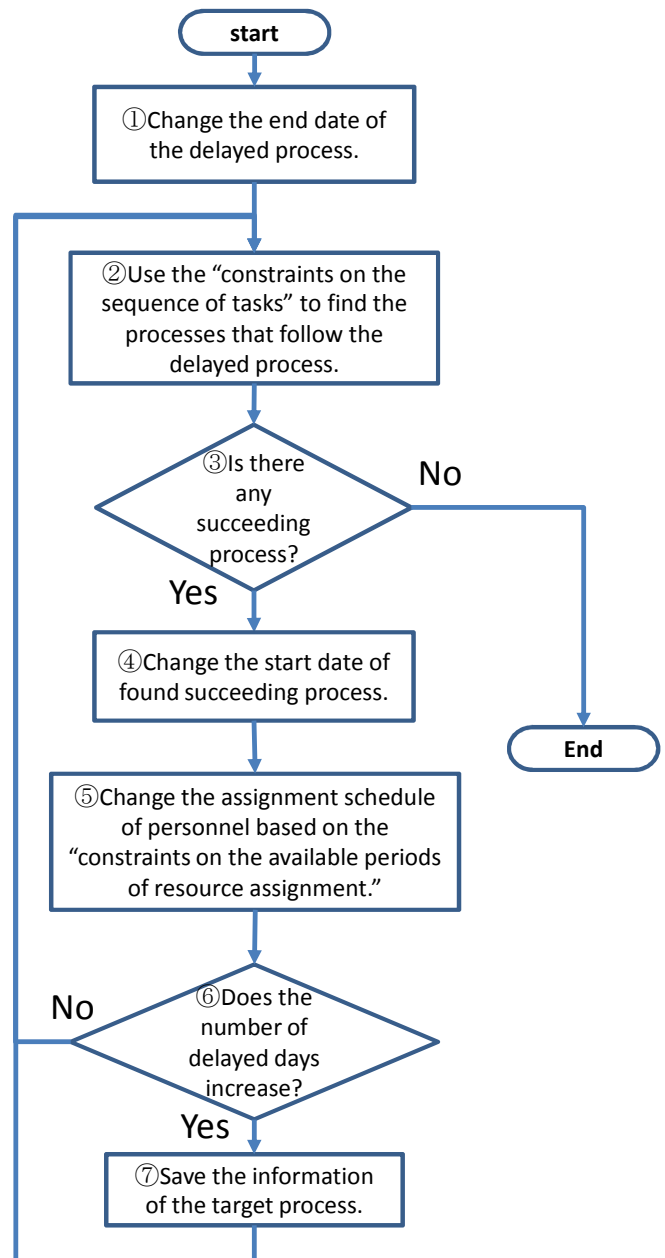 start
①Change the end date of
the delayed process.
②Use the “constraints on the
sequence of tasks” to find the
processes that follow the
delayed process.
③Is there
any
succeeding
process?
No
Yes
④Change the start date of
found succeeding process.
End
⑤Change the assignment schedule
of personnel based on the
“constraints on the available periods
of resource assignment.”
No
⑥Does the
number of
delayed days
increase?
Yes
⑦Save the information
of the target process.